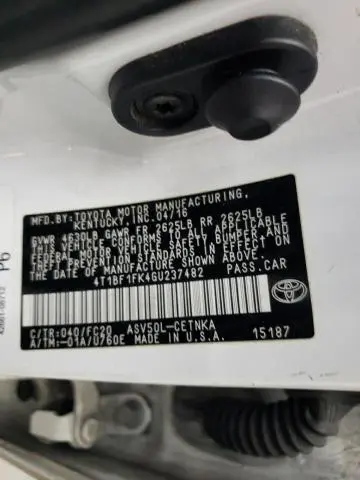 MFD.BY:TOYOTA MOTOR MANUFACTURING,
KENTUCKY,INC.04/16
GVWR 4630LB GAWR FR 2625LB RR 2625LB
THIS VEHICLE CONFORMS TO ALL APPLICABLE
FEDERAL MOTOR VEHICLE SAFETY, BUMPER, AND
THEFT PREVENTION STANDARDS IN EFFECT ON
THE DATE OF MANUFACTURE SHOWN ABOVE.
4T1BF1FK4GU237482 PASS.CAR
C/TR:040/FC20 ASV50L-CETNKA
A/TM:-01A/U760E MADE IN U.S.A. 15187
TOYOTA
P6